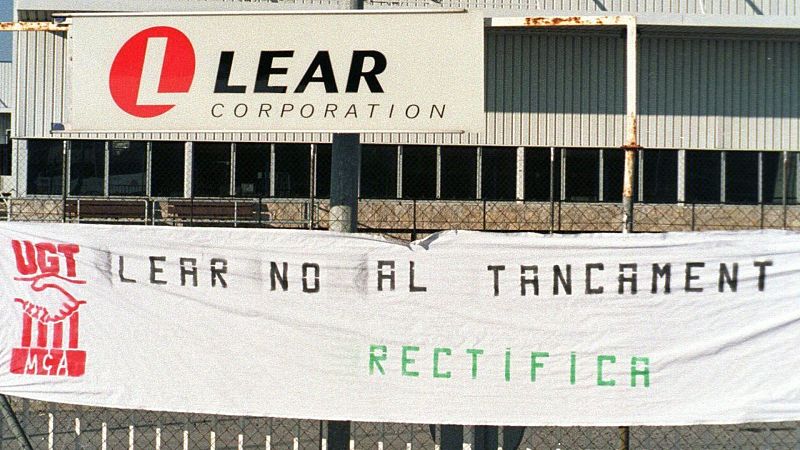 L LEAR
CORPORATION
UGT
LEAR NO AL TANCAMENT
RECTIFICA
MCA